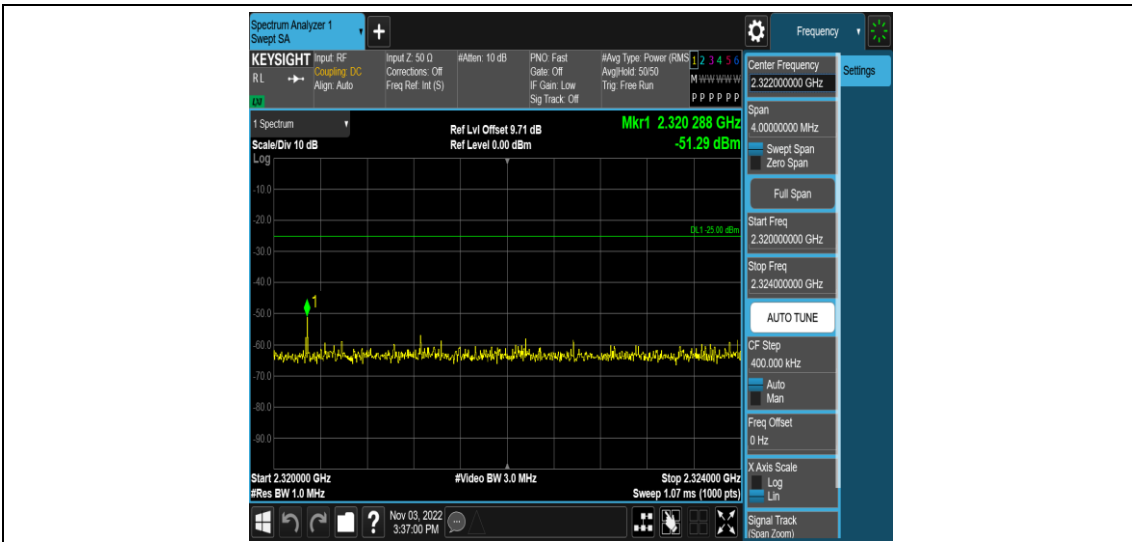 Spectrum Analyzer 1
Swept SA
+
Frequency
KEYSIGHT
RL
LXI
Input: RF
Coupling: DC
Align: Auto
Input Z: 50 Ω
Corrections: Off
Freq Ref: Int (S)
#Atten: 10 dB
PNO: Fast
Gate: Off
IF Gain: Low
Sig Track: Off
#Avg Type: Power (RMS
Avg|Hold: 50/50
Trig: Free Run
1 2 3 4 5 6
M W W W W W
P P P P P P
Center Frequency
2.322000000 GHz
Settings
1 Spectrum
Scale/Div 10 dB
Log
Ref Lvl Offset 9.71 dB
Ref Level 0.00 dBm
Mkr1 2.320 288 GHz
-51.29 dBm
-10.0
-20.0
DL1 -25.00 dBm
-30.0
-40.0
1
-50.0
-60.0
-70.0
-80.0
-90.0
Start 2.320000 GHz
#Res BW 1.0 MHz
#Video BW 3.0 MHz
Stop 2.324000 GHz
Sweep 1.07 ms (1000 pts)
Span
4.00000000 MHz
Swept Span
Zero Span
Full Span
Start Freq
2.320000000 GHz
Stop Freq
2.324000000 GHz
AUTO TUNE
CF Step
400.000 kHz
Auto
Man
Freq Offset
0 Hz
X Axis Scale
Log
Lin
Signal Track
(Span Zoom)
?
Nov 03, 2022
3:37:00 PM